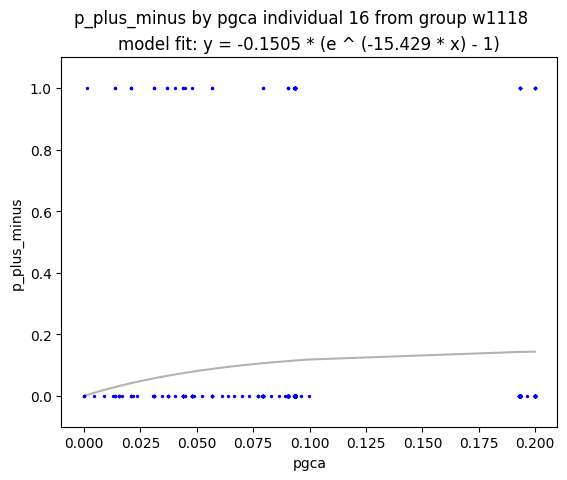 p_plus_minus by pgca individual 16 from group w1118
model fit: y = -0.1505 * (e ^ (-15.429 * x) - 1)
1.0
0.8
0.6
0.4
0.2
0.0
p_plus_minus
0.000 0.025 0.050 0.075 0.100 0.125 0.150 0.175 0.200
pgca